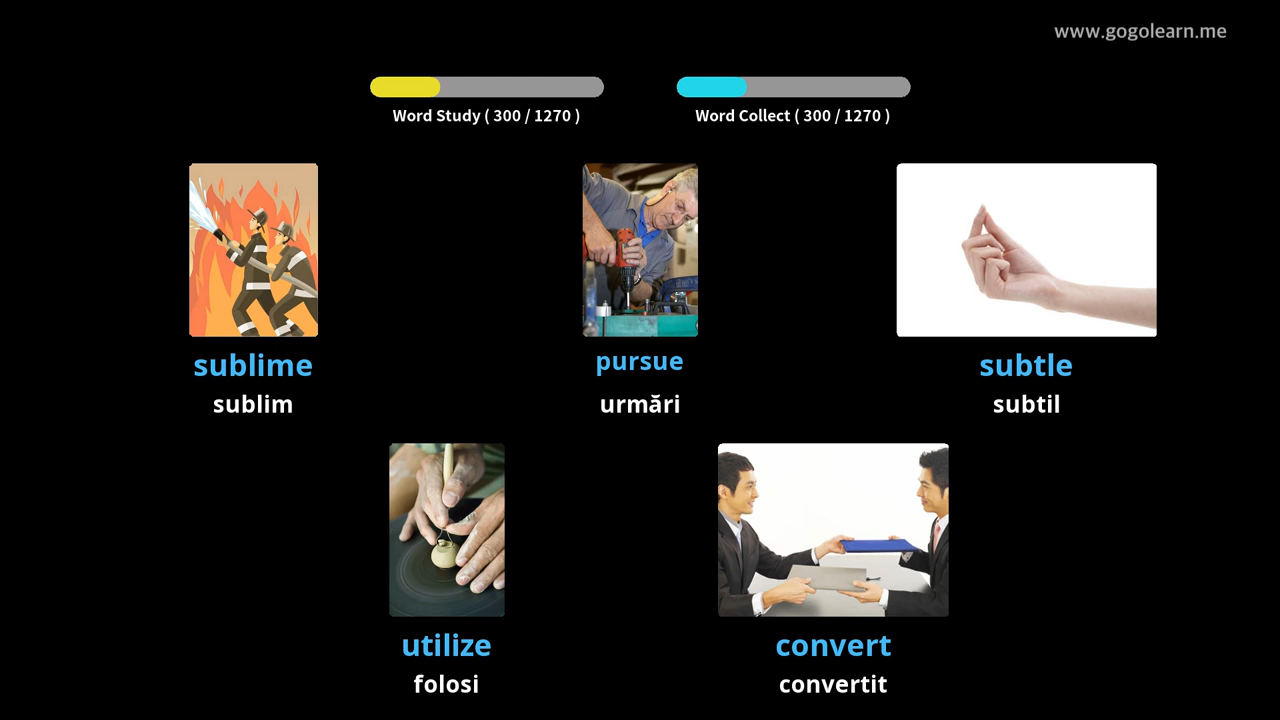 www.gogolearn.me
Word Study ( 300 / 1270 )
Word Collect ( 300 / 1270 )
sublime
sublim
pursue
urmări
subtle
subtil
utilize
folosi
convert
convertit